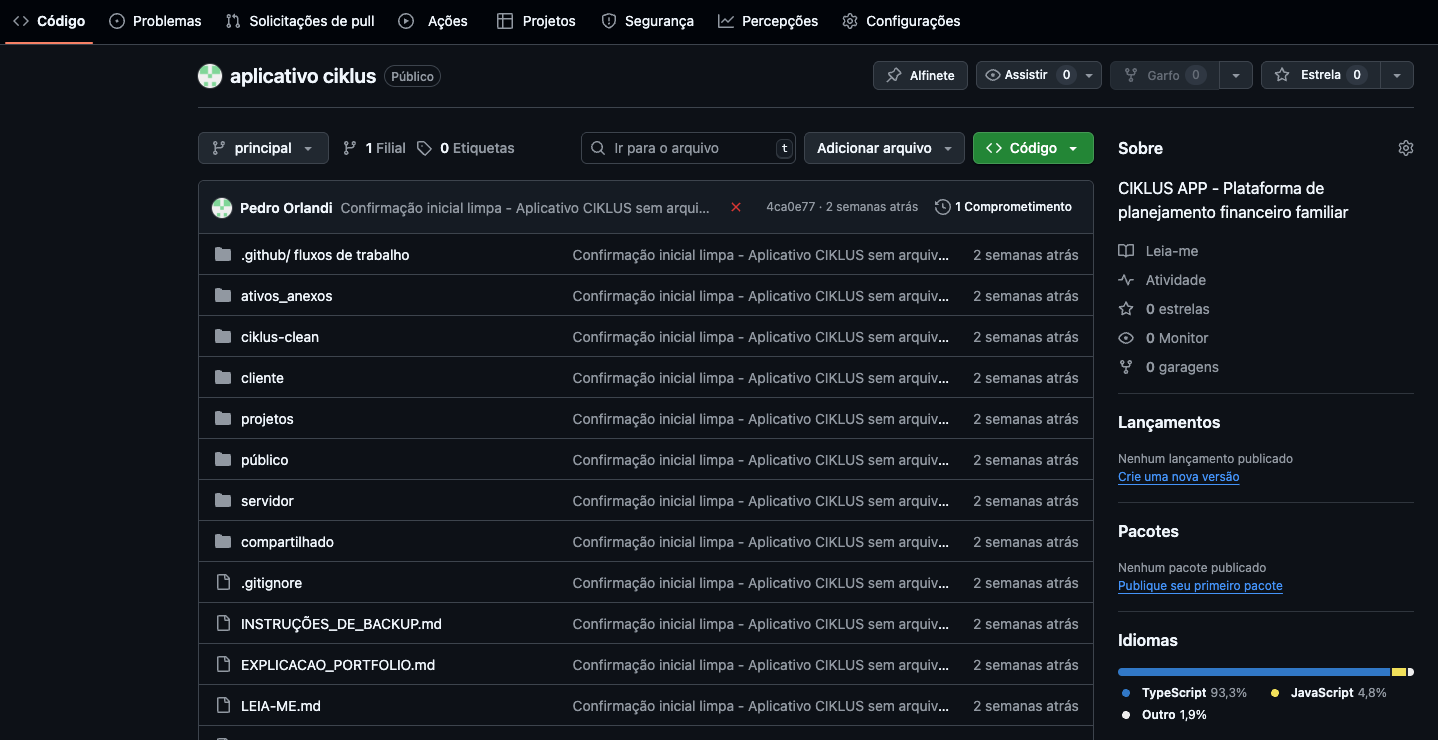 Código
Problemas
Solicitações de pull
Ações
Projetos
Segurança
Percepções
Configurações
aplicativo ciklus
Público
Alfinete
Assistir 0
Garfo 0
Estrela 0
principal
1 Filial
0 Etiquetas
Ir para o arquivo
t
Adicionar arquivo
Código
Pedro Orlandi Confirmação inicial limpa - Aplicativo CIKLUS sem arqui... 4ca0e77 · 2 semanas atrás 1 Comprometimento
.github/ fluxos de trabalho Confirmação inicial limpa - Aplicativo CIKLUS sem arquiv... 2 semanas atrás
ativos_anexos Confirmação inicial limpa - Aplicativo CIKLUS sem arquiv... 2 semanas atrás
ciklus-clean Confirmação inicial limpa - Aplicativo CIKLUS sem arquiv... 2 semanas atrás
cliente Confirmação inicial limpa - Aplicativo CIKLUS sem arquiv... 2 semanas atrás
projetos Confirmação inicial limpa - Aplicativo CIKLUS sem arquiv... 2 semanas atrás
público Confirmação inicial limpa - Aplicativo CIKLUS sem arquiv... 2 semanas atrás
servidor Confirmação inicial limpa - Aplicativo CIKLUS sem arquiv... 2 semanas atrás
compartilhado Confirmação inicial limpa - Aplicativo CIKLUS sem arquiv... 2 semanas atrás
.gitignore Confirmação inicial limpa - Aplicativo CIKLUS sem arquiv... 2 semanas atrás
INSTRUÇÕES_DE_BACKUP.md Confirmação inicial limpa - Aplicativo CIKLUS sem arquiv... 2 semanas atrás
EXPLICACAO_PORTFOLIO.md Confirmação inicial limpa - Aplicativo CIKLUS sem arquiv... 2 semanas atrás
LEIA-ME.md Confirmação inicial limpa - Aplicativo CIKLUS sem arquiv... 2 semanas atrás
Sobre
CIKLUS APP - Plataforma de
planejamento financeiro familiar
Leia-me
Atividade
0 estrelas
0 Monitor
0 garagens
Lançamentos
Nenhum lançamento publicado
Crie uma nova versão
Pacotes
Nenhum pacote publicado
Publique seu primeiro pacote
Idiomas
TypeScript 93,3% JavaScript 4,8%
Outro 1,9%